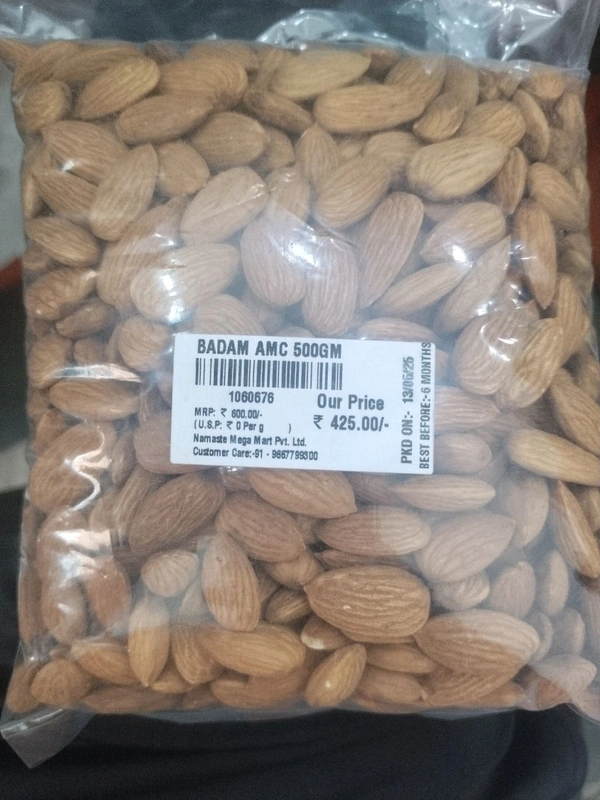 BADAM AMC 500GM
1060676
MRP: ₹ 600.00/-
(U.S.P: ₹ 0 Per g )
Our Price
₹ 425.00/-
Namaste Mega Mart Pvt. Ltd.
Customer Care:-91 - 9667799300
PKD ON:- 13/06/25
BEST BEFORE:-6 MONTHS